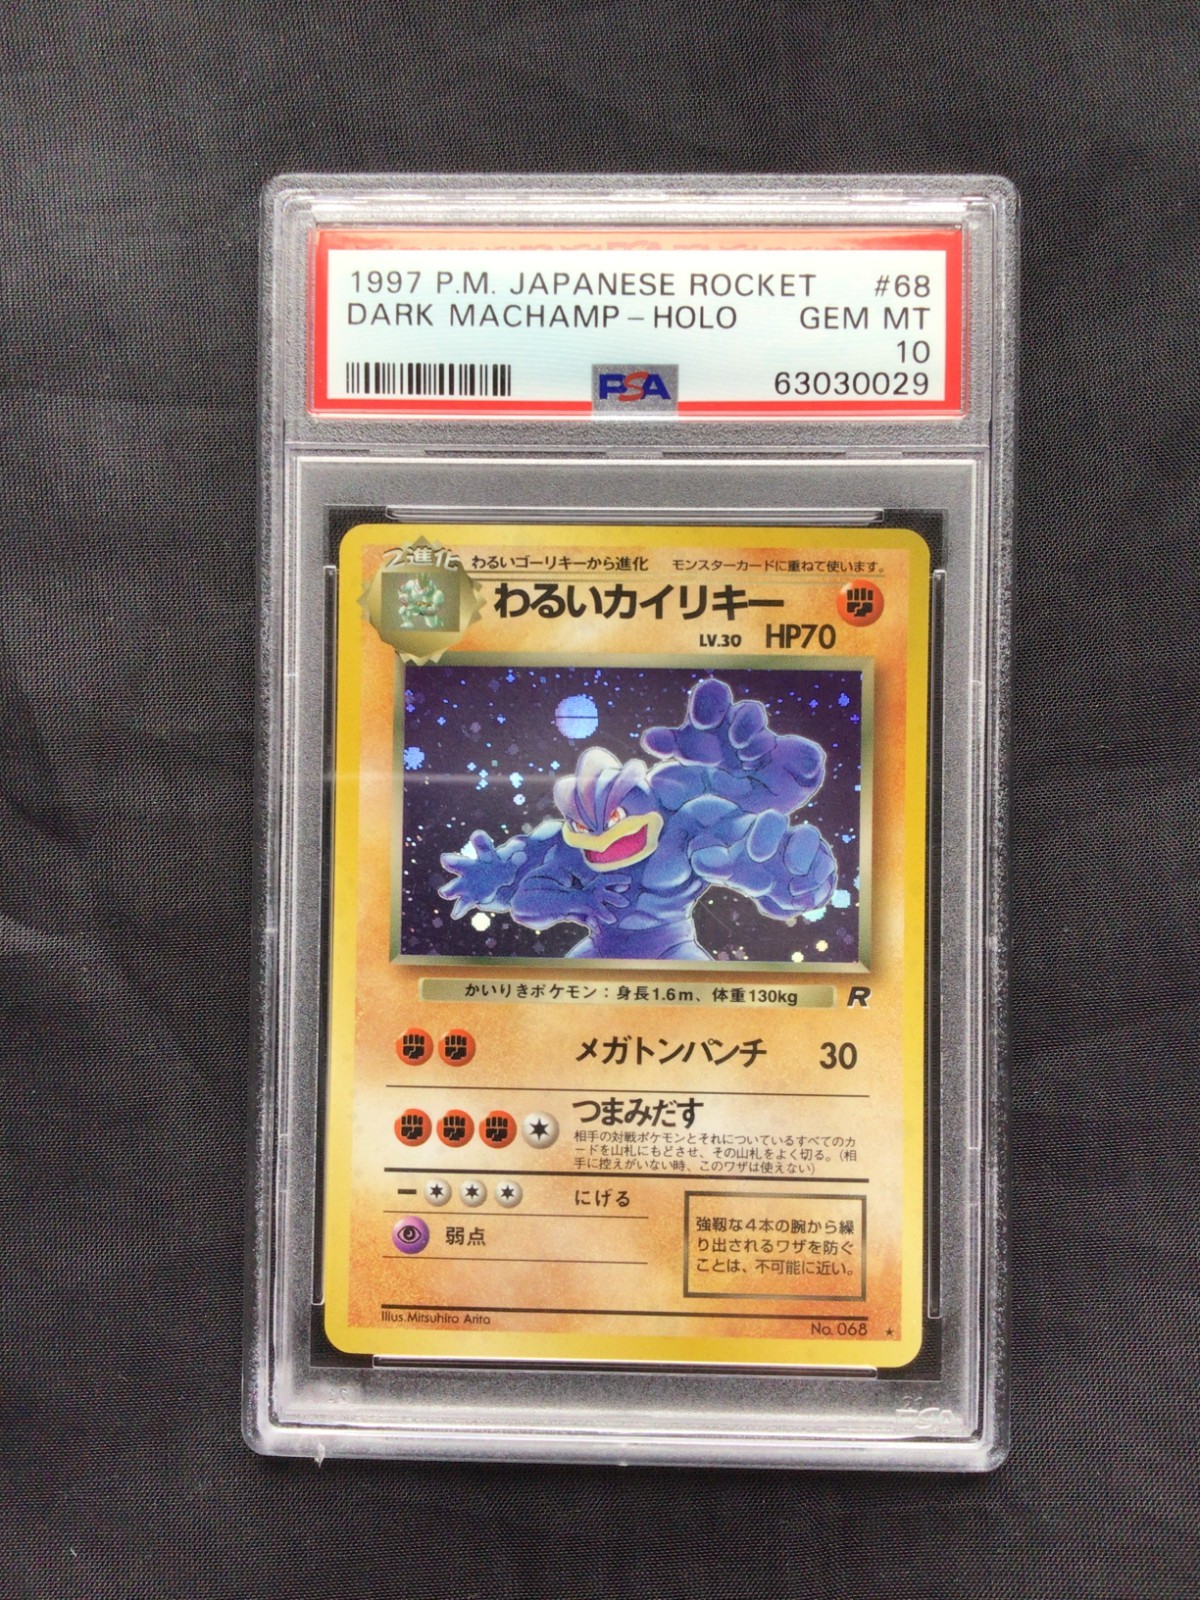 1997 P.M. JAPANESE ROCKET #68
DARK MACHAMP - HOLO GEM MT
10
PSA 63030029
2進化 わるいゴーリキーから進化 モンスターカードに重ねて使います。
わるいカイリキー
LV.30 HP70
かいりきポケモン：身長1.6m、体重130kg R
メガトンパンチ 30
つまみだす
相手の対戦ポケモンとそれについているすべてのカ
ードを山札にもどさせ、その山札をよく切る。（相
手に控えがいない時、このワザは使えない）
にげる
弱点
強靱な4本の腕から繰
り出されるワザを防ぐ
ことは、不可能に近い。
Illus.Mitsuhiro Arita
No. 068 ★